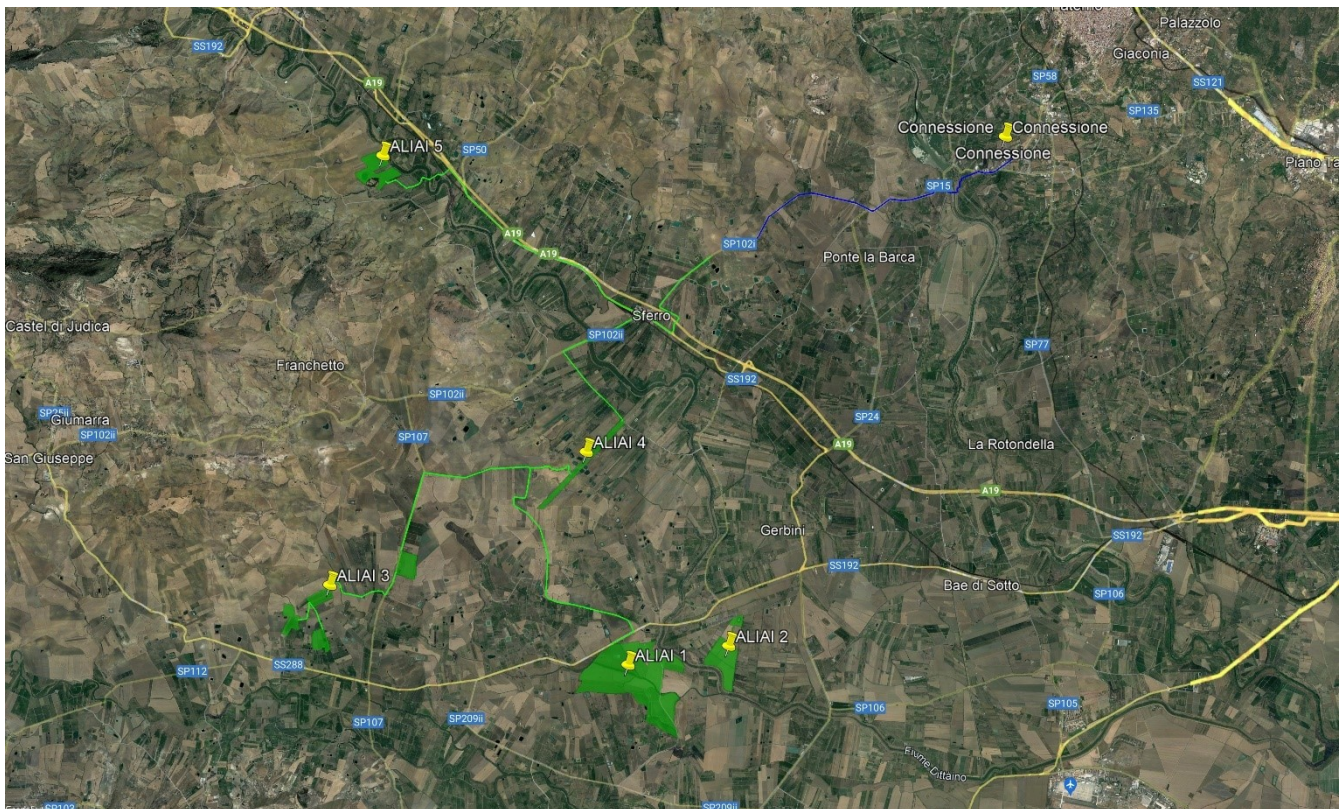 Palazzolo
SS192
Giaconia
SP58
A19
SS121
SP135
Connessione
Connessione
ALIAI 5
SP50
Connessione
SP15
A19
SP102i
A19
Ponte la Barca
Sferro
Castel di Judica
SP102ii
SP77
Franchetto
SS192
SP102ii
SP25ii
Giumarra
SP24
SP102ii
SP107
ALIAI 4
A19
La Rotondella
San Giuseppe
A19
Gerbini
SS192
SS192
ALIAI 3
Bae di Sotto
SP106
ALIAI 2
ALIAI 1
SS288
SP112
SP107
SP209ii
SP106
SP105
Fiume Dittaino
SP103
SP209ii